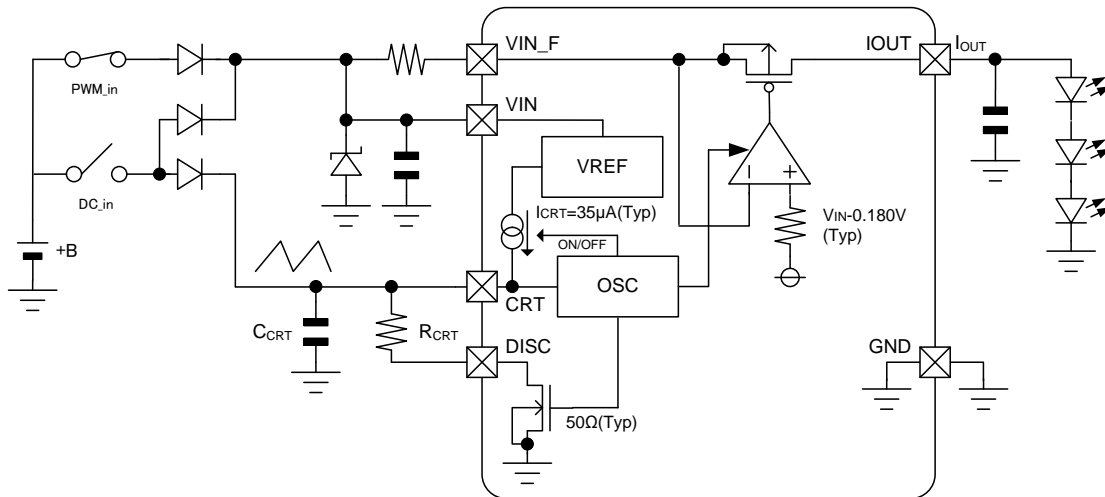 VIN_F
IOUT
IOUT
PWM_in
VIN
VREF
DC_in
ICRT=35μA(Typ)
VIN-0.180V
(Typ)
+B
ON/OFF
OSC
CRT
CCRT
RCRT
DISC
GND
50Ω(Typ)
− +